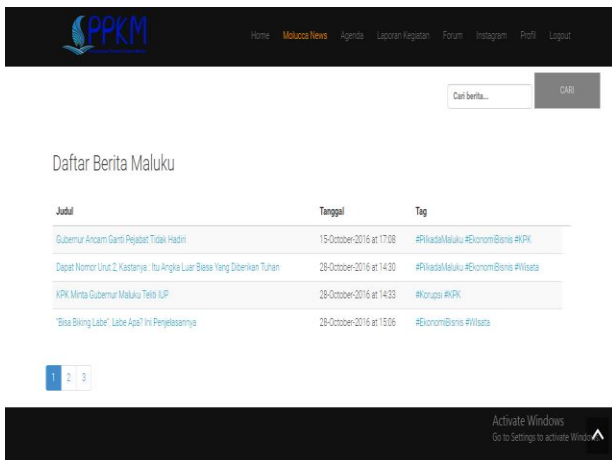 PPKM
Home Molucca News Agenda Laporan Kegiatan Forum Instagram Profil Logout
Cari berita... CARI
Daftar Berita Maluku
Judul Tanggal Tag
Gubernur Ancam Ganti Pejabat Tidak Hadiri 15-October-2016 at 17:08 #PilkadaMaluku #EkonomiBisnis #KPK
Dapat Nomor Urut 2, Kastanya : Itu Angka Luar Biasa Yang Diberikan Tuhan 28-October-2016 at 14:30 #PilkadaMaluku #EkonomiBisnis #Wisata
KPK Minta Gubernur Maluku Teliti IUP 28-October-2016 at 14:33 #Korupsi #KPK
"Bisa Biking Labe", Labe Apa? Ini Penjelasannya 28-October-2016 at 15:06 #EkonomiBisnis #Wisata
1 2 3
Activate Windows
Go to Settings to activate Windows.